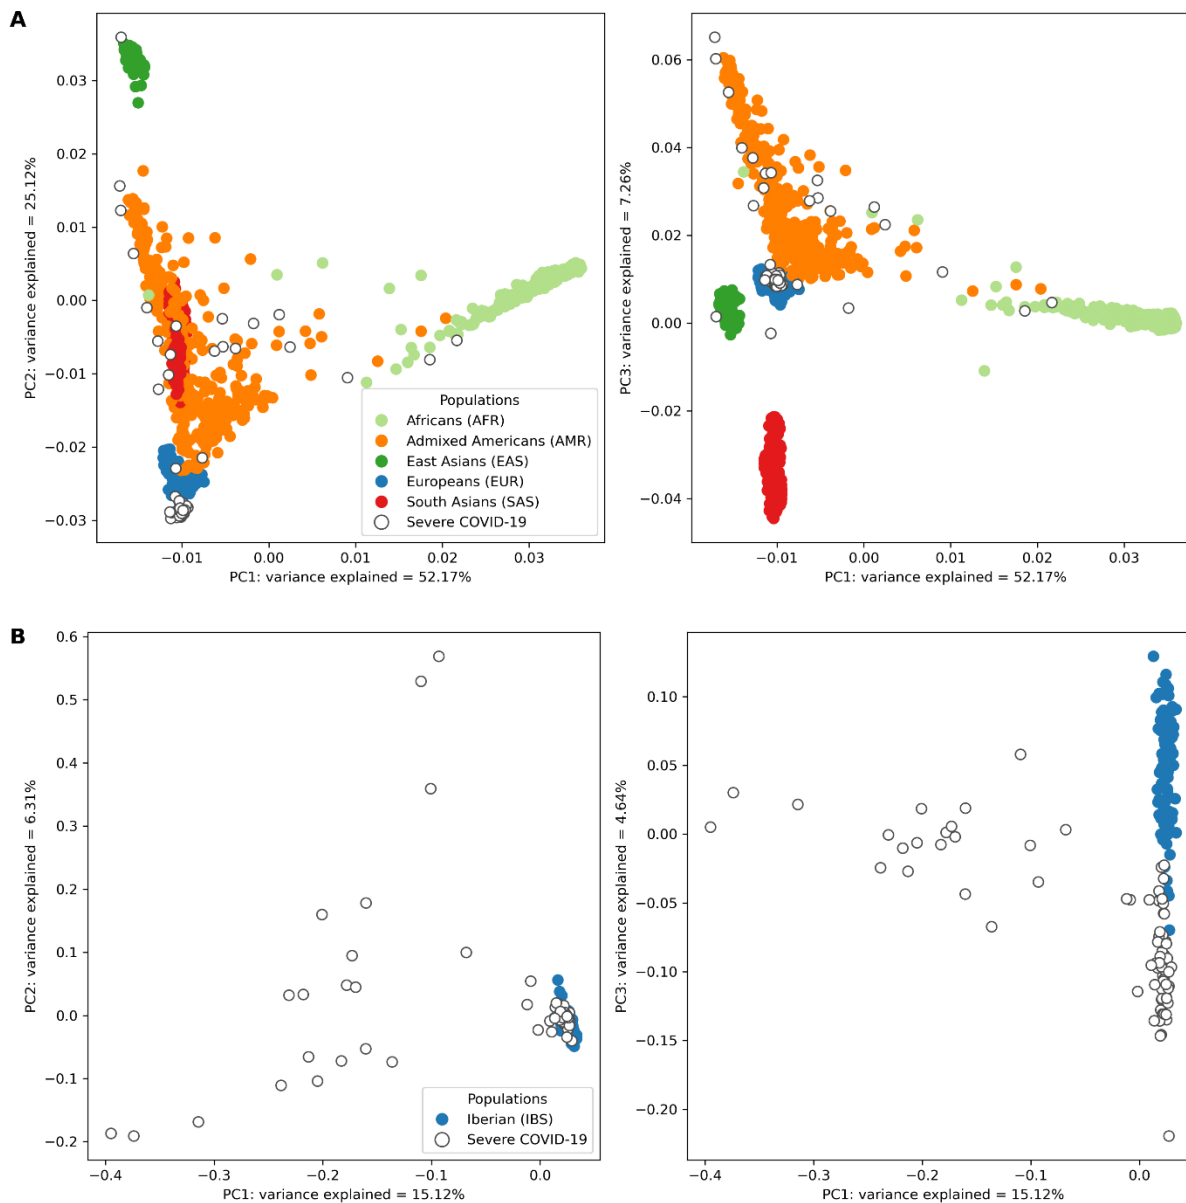 A
0.03
0.02
0.01
0.00
−0.01
−0.02
−0.03
PC2: variance explained = 25.12%
−0.01
0.00
0.01
0.02
0.03
PC1: variance explained = 52.17%
Populations
Africans (AFR)
Admixed Americans (AMR)
East Asians (EAS)
Europeans (EUR)
South Asians (SAS)
Severe COVID-19
0.06
0.04
0.02
0.00
−0.02
−0.04
PC3: variance explained = 7.26%
−0.01
0.00
0.01
0.02
0.03
PC1: variance explained = 52.17%
B
0.6
0.5
0.4
0.3
0.2
0.1
0.0
−0.1
−0.2
PC2: variance explained = 6.31%
−0.4
−0.3
−0.2
−0.1
0.0
PC1: variance explained = 15.12%
Populations
Iberian (IBS)
Severe COVID-19
0.10
0.05
0.00
−0.05
−0.10
−0.15
−0.20
PC3: variance explained = 4.64%
−0.4
−0.3
−0.2
−0.1
0.0
PC1: variance explained = 15.12%